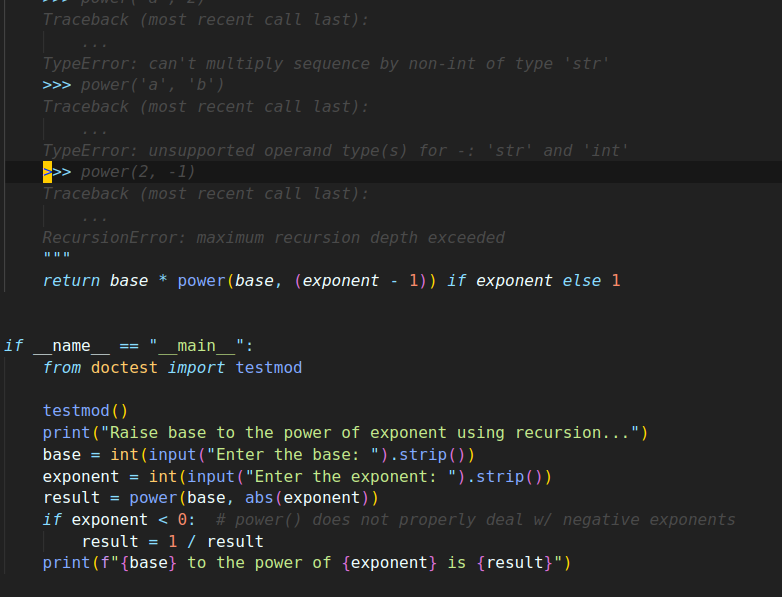 >>> power('a', 2)
Traceback (most recent call last):
    ...
TypeError: can't multiply sequence by non-int of type 'str'
>>> power('a', 'b')
Traceback (most recent call last):
    ...
TypeError: unsupported operand type(s) for -: 'str' and 'int'
>>> power(2, -1)
Traceback (most recent call last):
    ...
RecursionError: maximum recursion depth exceeded
"""
return base * power(base, (exponent - 1)) if exponent else 1
if __name__ == "__main__":
    from doctest import testmod
    testmod()
    print("Raise base to the power of exponent using recursion...")
    base = int(input("Enter the base: ").strip())
    exponent = int(input("Enter the exponent: ").strip())
    result = power(base, abs(exponent))
    if exponent < 0:  # power() does not properly deal w/ negative exponents
        result = 1 / result
    print(f"{base} to the power of {exponent} is {result}")